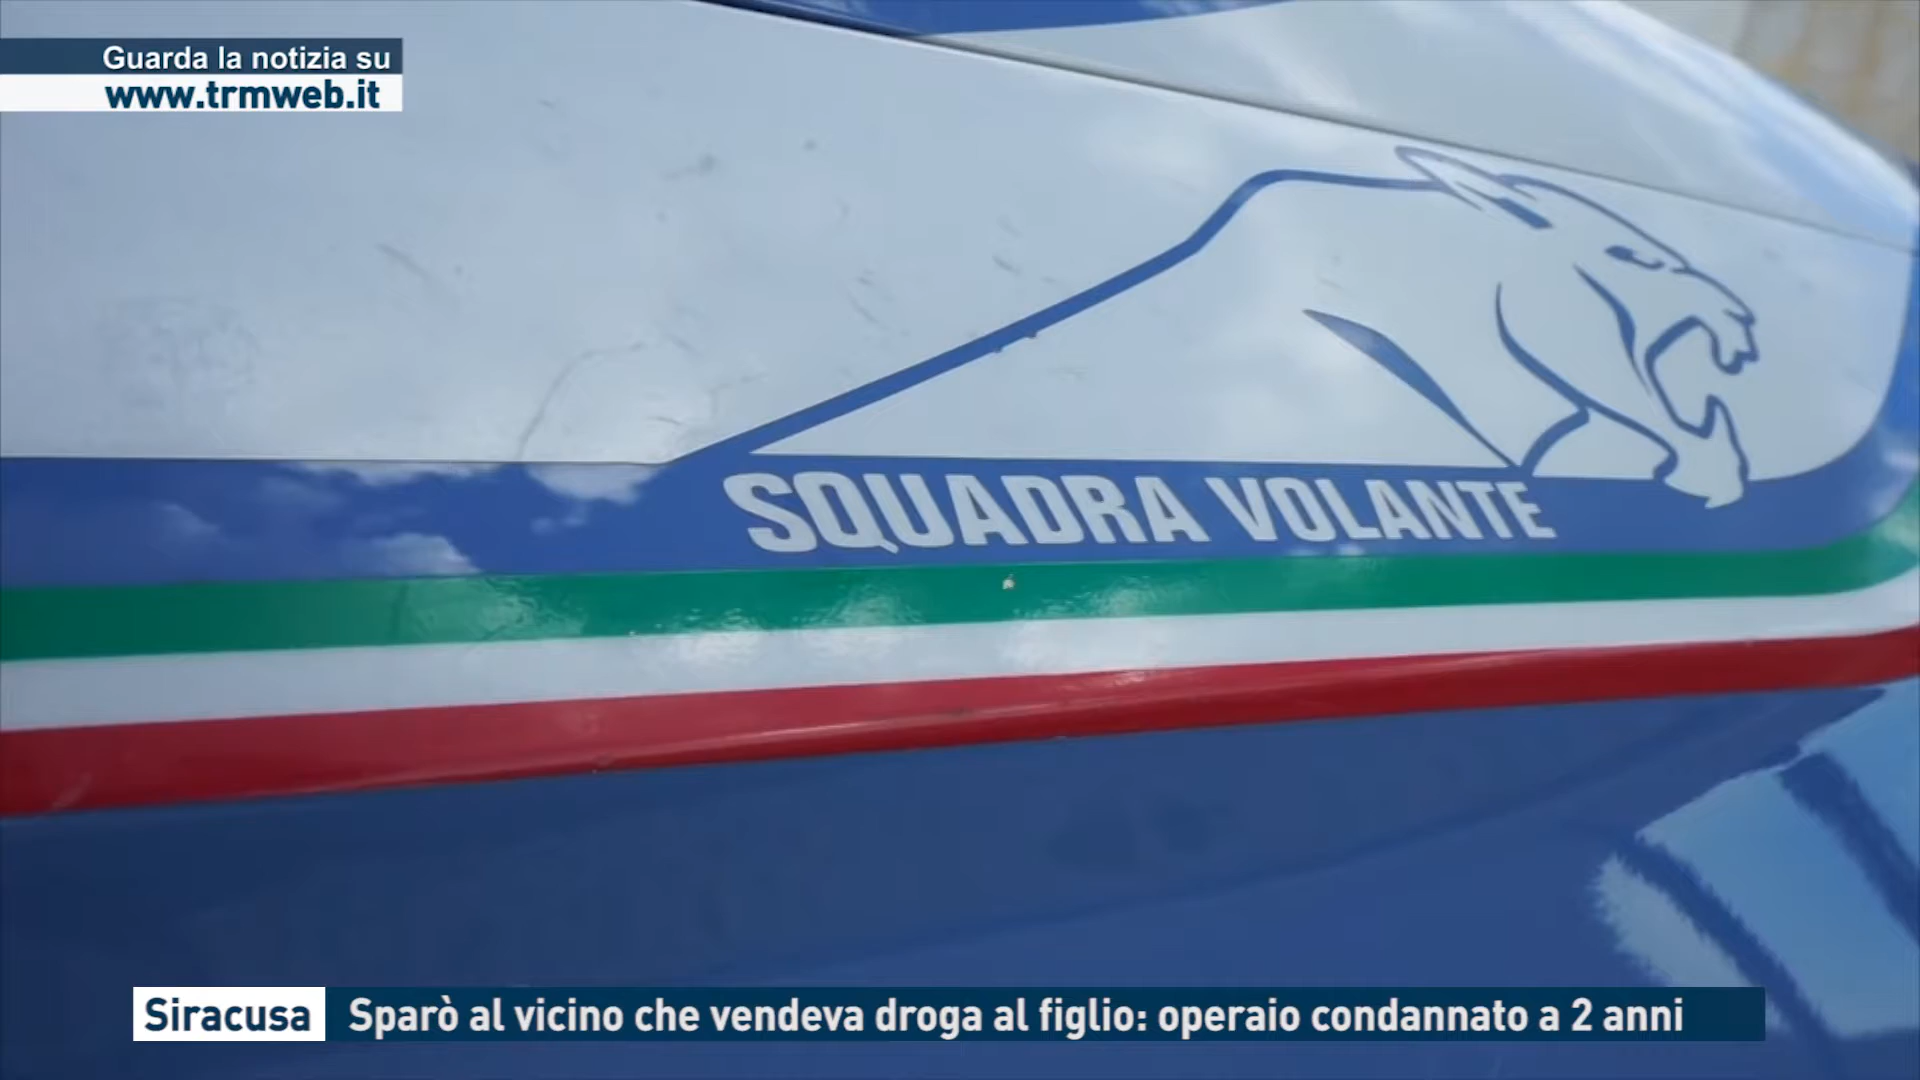 Guarda la notizia su
www.trmweb.it
SQUADRA VOLANTE
Siracusa
Sparò al vicino che vendeva droga al figlio: operaio condannato a 2 anni